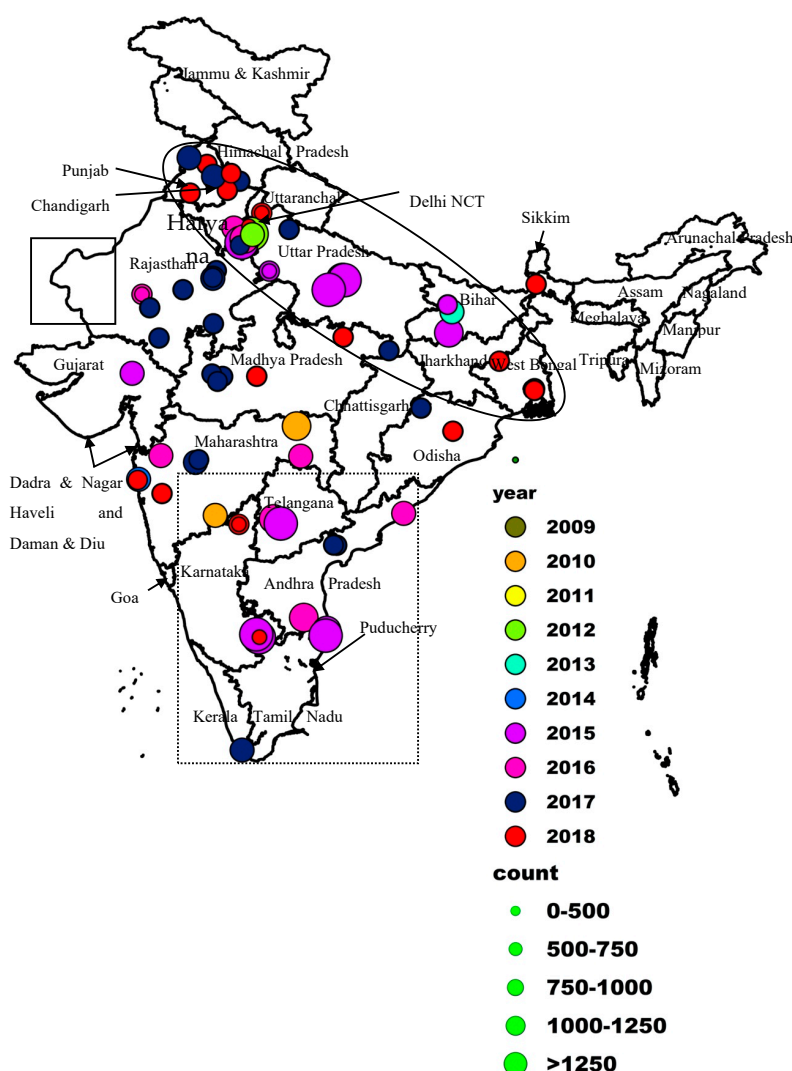 Jammu & Kashmir
Himachal Pradesh
Punjab
Chandigarh
Uttaranchal
Delhi NCT
Harya
na
Sikkim
Arunachal Pradesh
Uttar Pradesh
Rajasthan
Assam
Nagaland
Bihar
Meghalaya
Manipur
Gujarat
Madhya Pradesh
Jharkhand
West Bengal
Tripura
Mizoram
Chhattisgarh
Maharashtra
Odisha
Dadra & Nagar
Haveli and
Daman & Diu
Telangana
Karnataka
Andhra Pradesh
Goa
Puducherry
Kerala
Tamil Nadu
year
2009
2010
2011
2012
2013
2014
2015
2016
2017
2018
count
0-500
500-750
750-1000
1000-1250
>1250